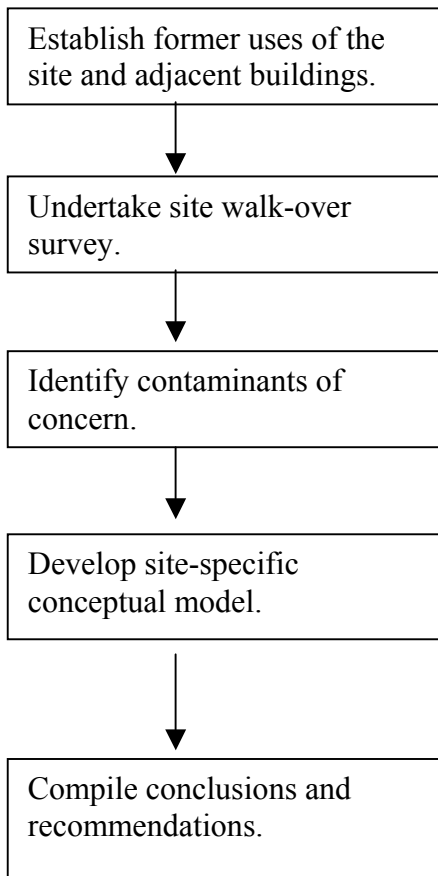 Establish former uses of the
site and adjacent buildings.
Undertake site walk-over
survey.
Identify contaminants of
concern.
Develop site-specific
conceptual model.
Compile conclusions and
recommendations.